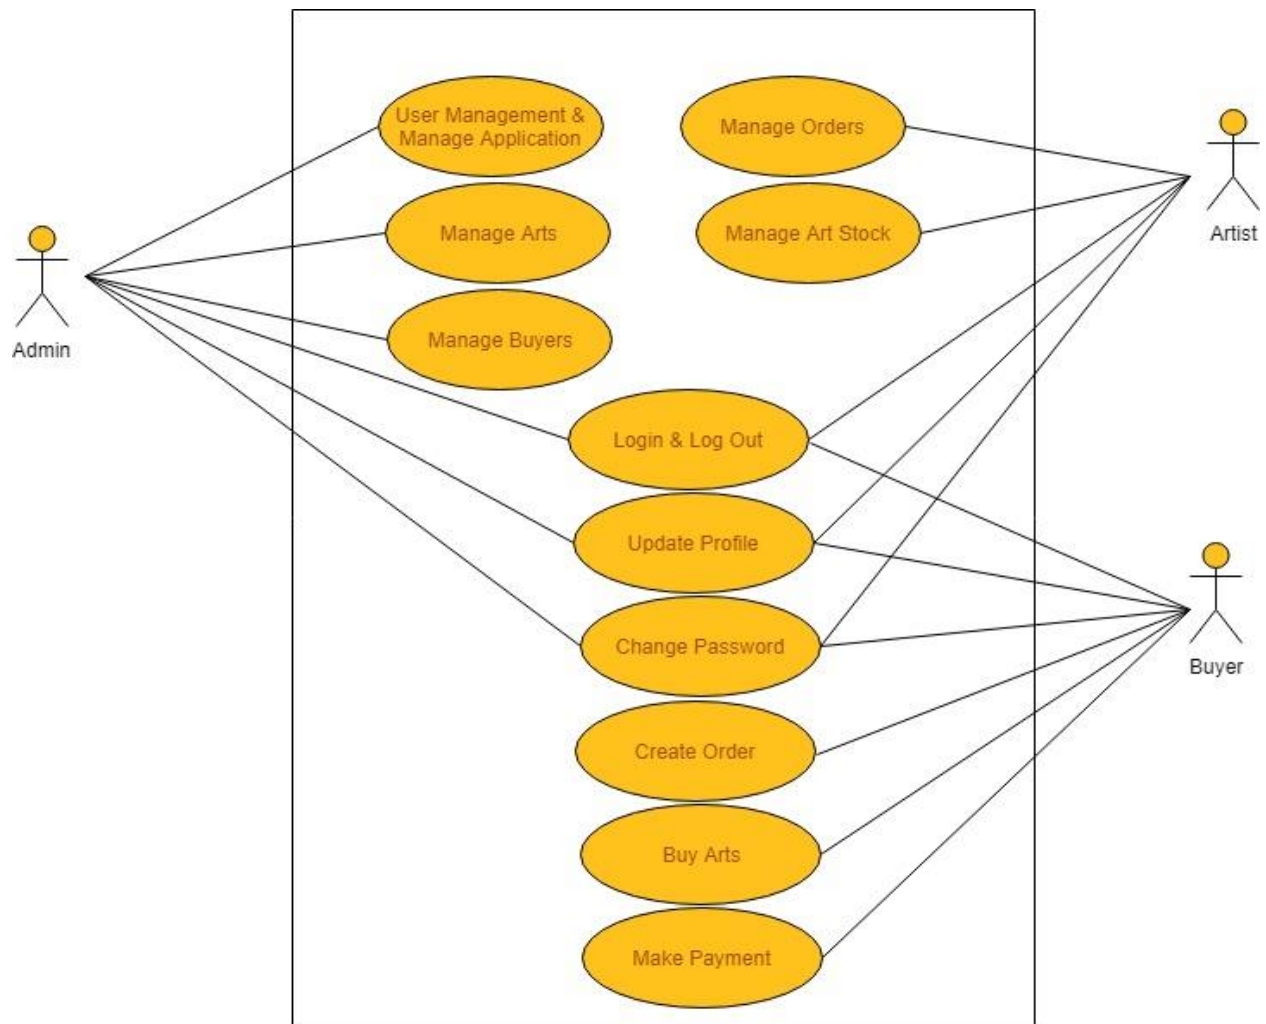 User Management &
Manage Application
Manage Orders
Manage Arts
Manage Art Stock
Artist
Manage Buyers
Admin
Login & Log Out
Update Profile
Change Password
Buyer
Create Order
Buy Arts
Make Payment